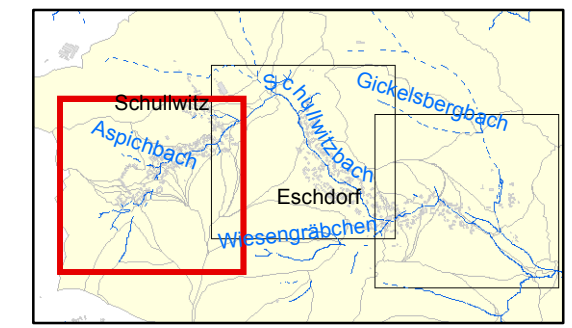 Schullwitz
Aspichbach
Schullwitzbach
Gickelsbergbach
Eschdorf
Wiesengräbchen